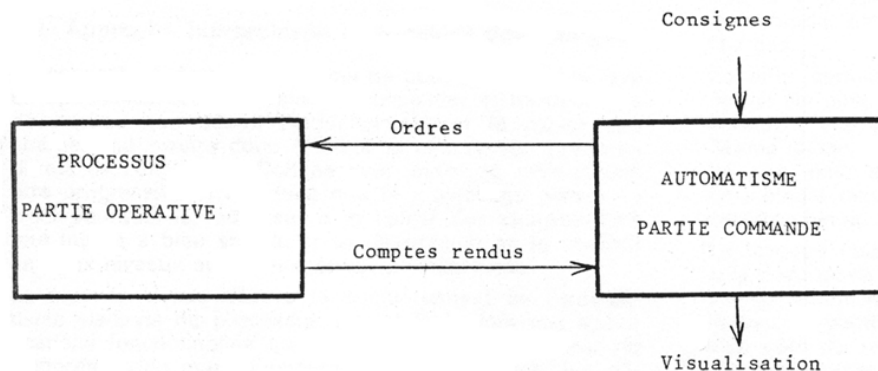 Consignes
Ordres
PROCESSUS
PARTIE OPERATIVE
AUTOMATISME
PARTIE COMMANDE
Comptes rendus
Visualisation